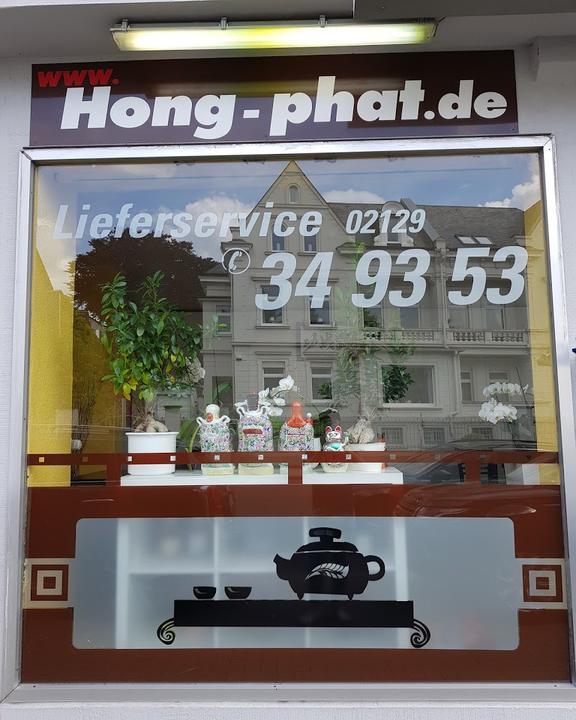 www.
Hong-phat.de
Lieferservice 02129
34 93 53